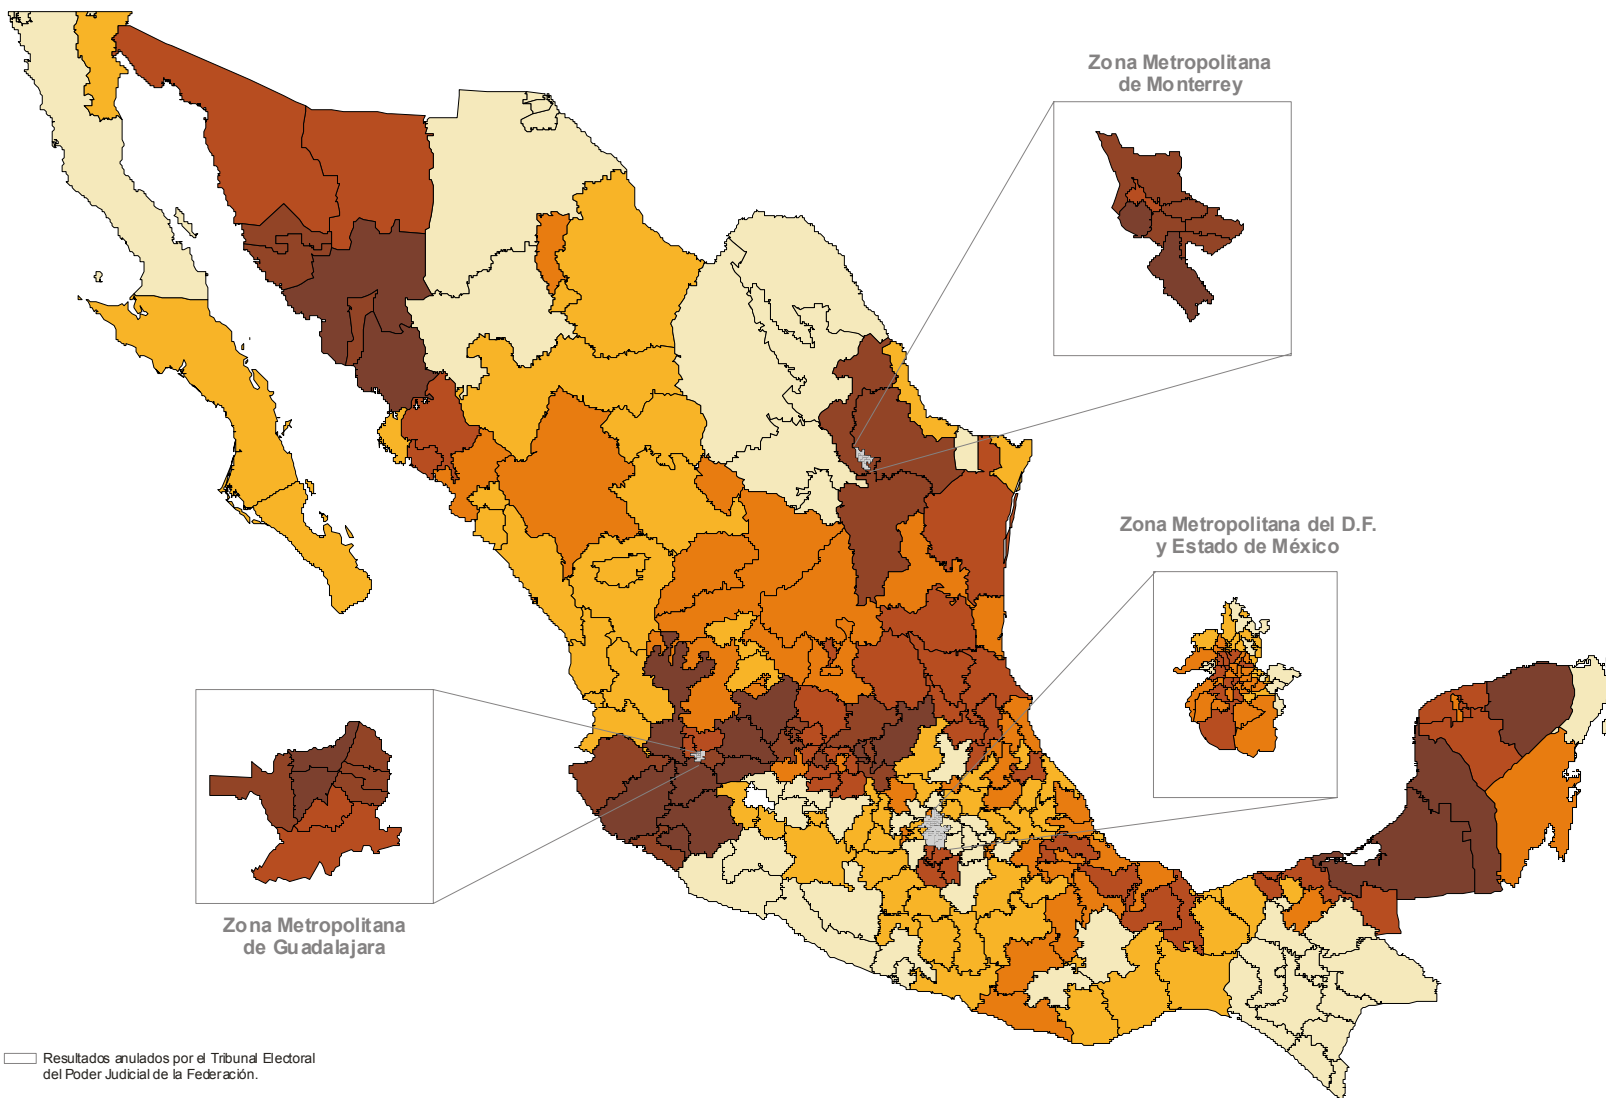 Zona Metropolitana
de Monterrey
Zona Metropolitana del D.F.
y Estado de México
Zona Metropolitana
de Guadalajara
Resultados anulados por el Tribunal Electoral
del Poder Judicial de la Federación.